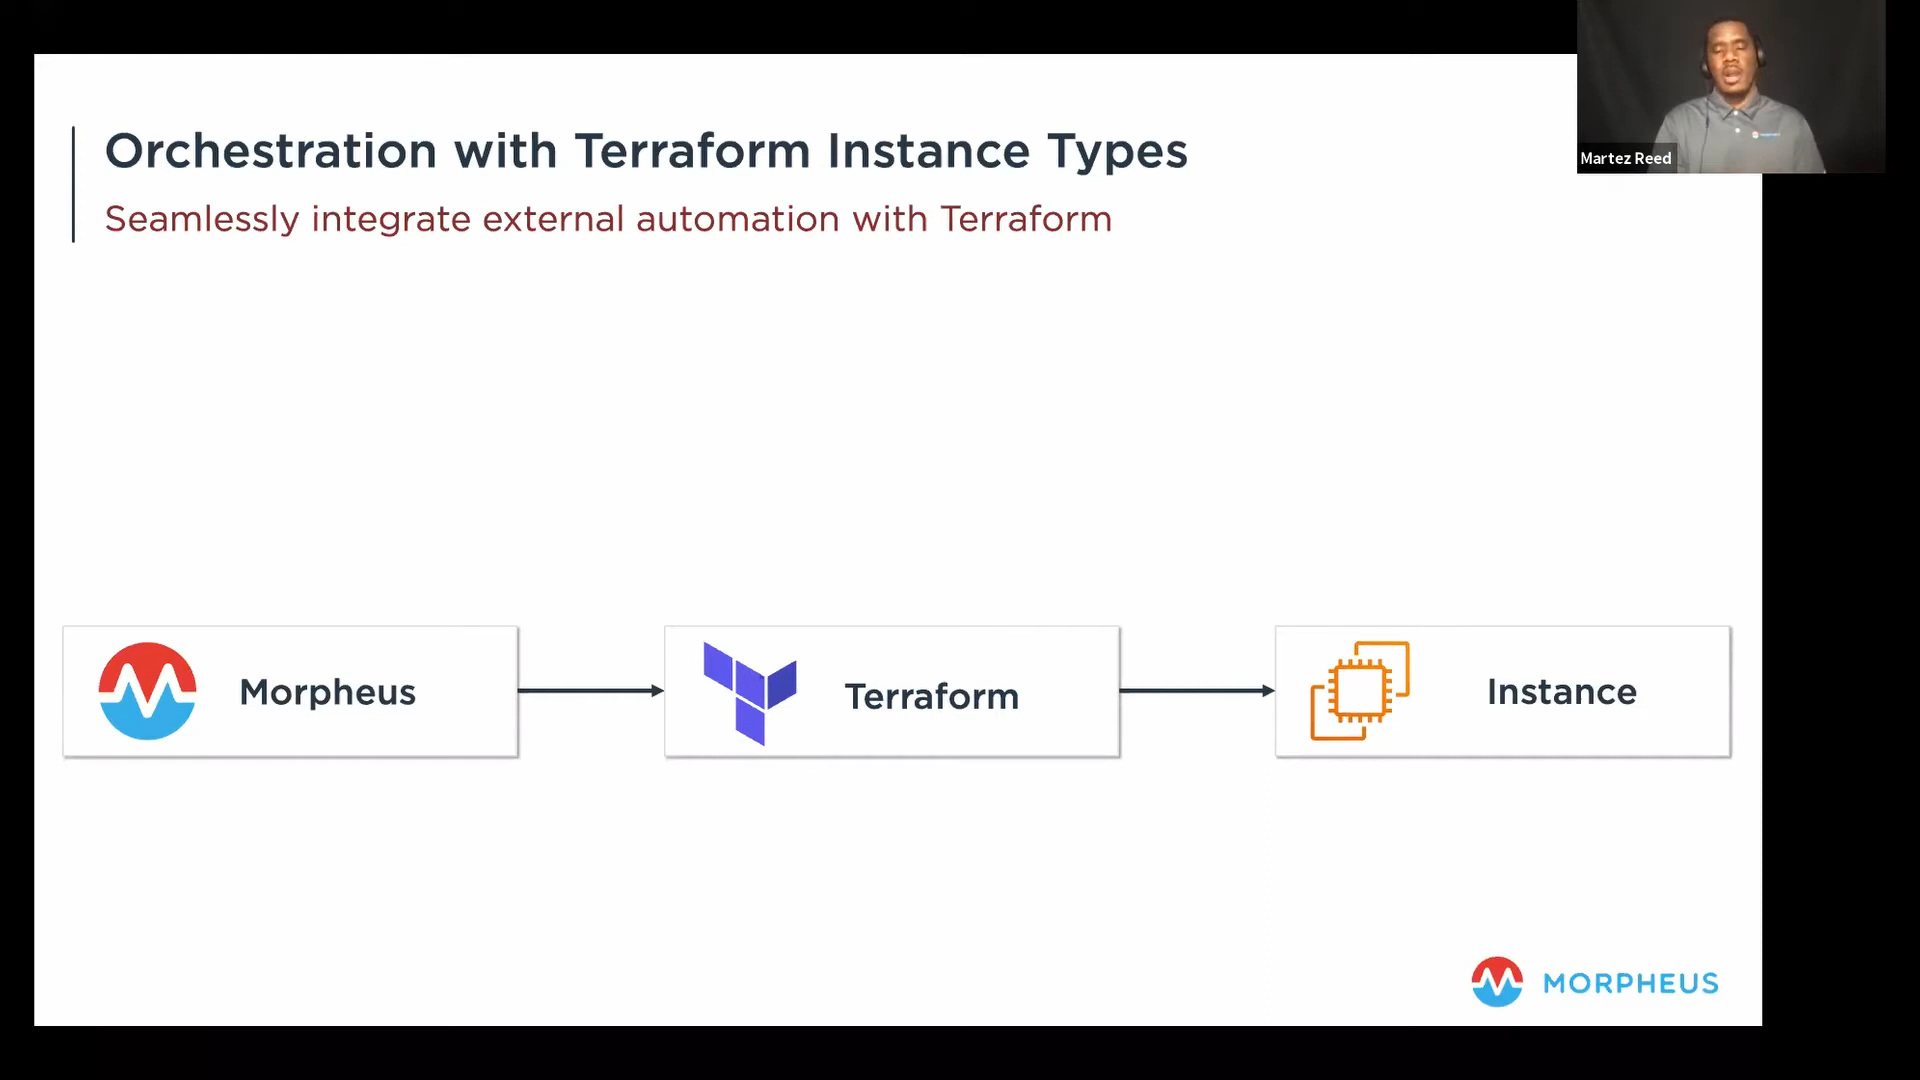 Orchestration with Terraform Instance Types
Seamlessly integrate external automation with Terraform
Martez Reed
Morpheus
Terraform
Instance
MORPHEUS